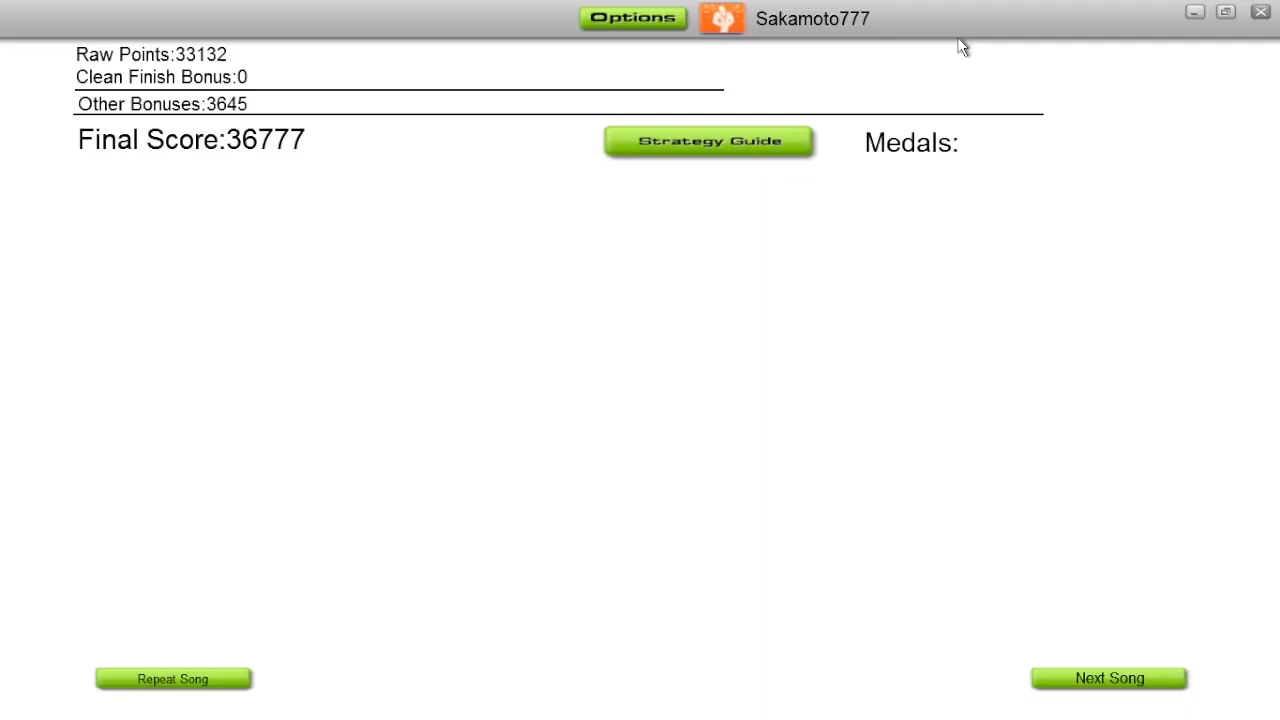 Options
Sakamoto777
Raw Points:33132
Clean Finish Bonus:0
Other Bonuses:3645
Final Score:36777
Strategy Guide
Medals:
Repeat Song
Next Song